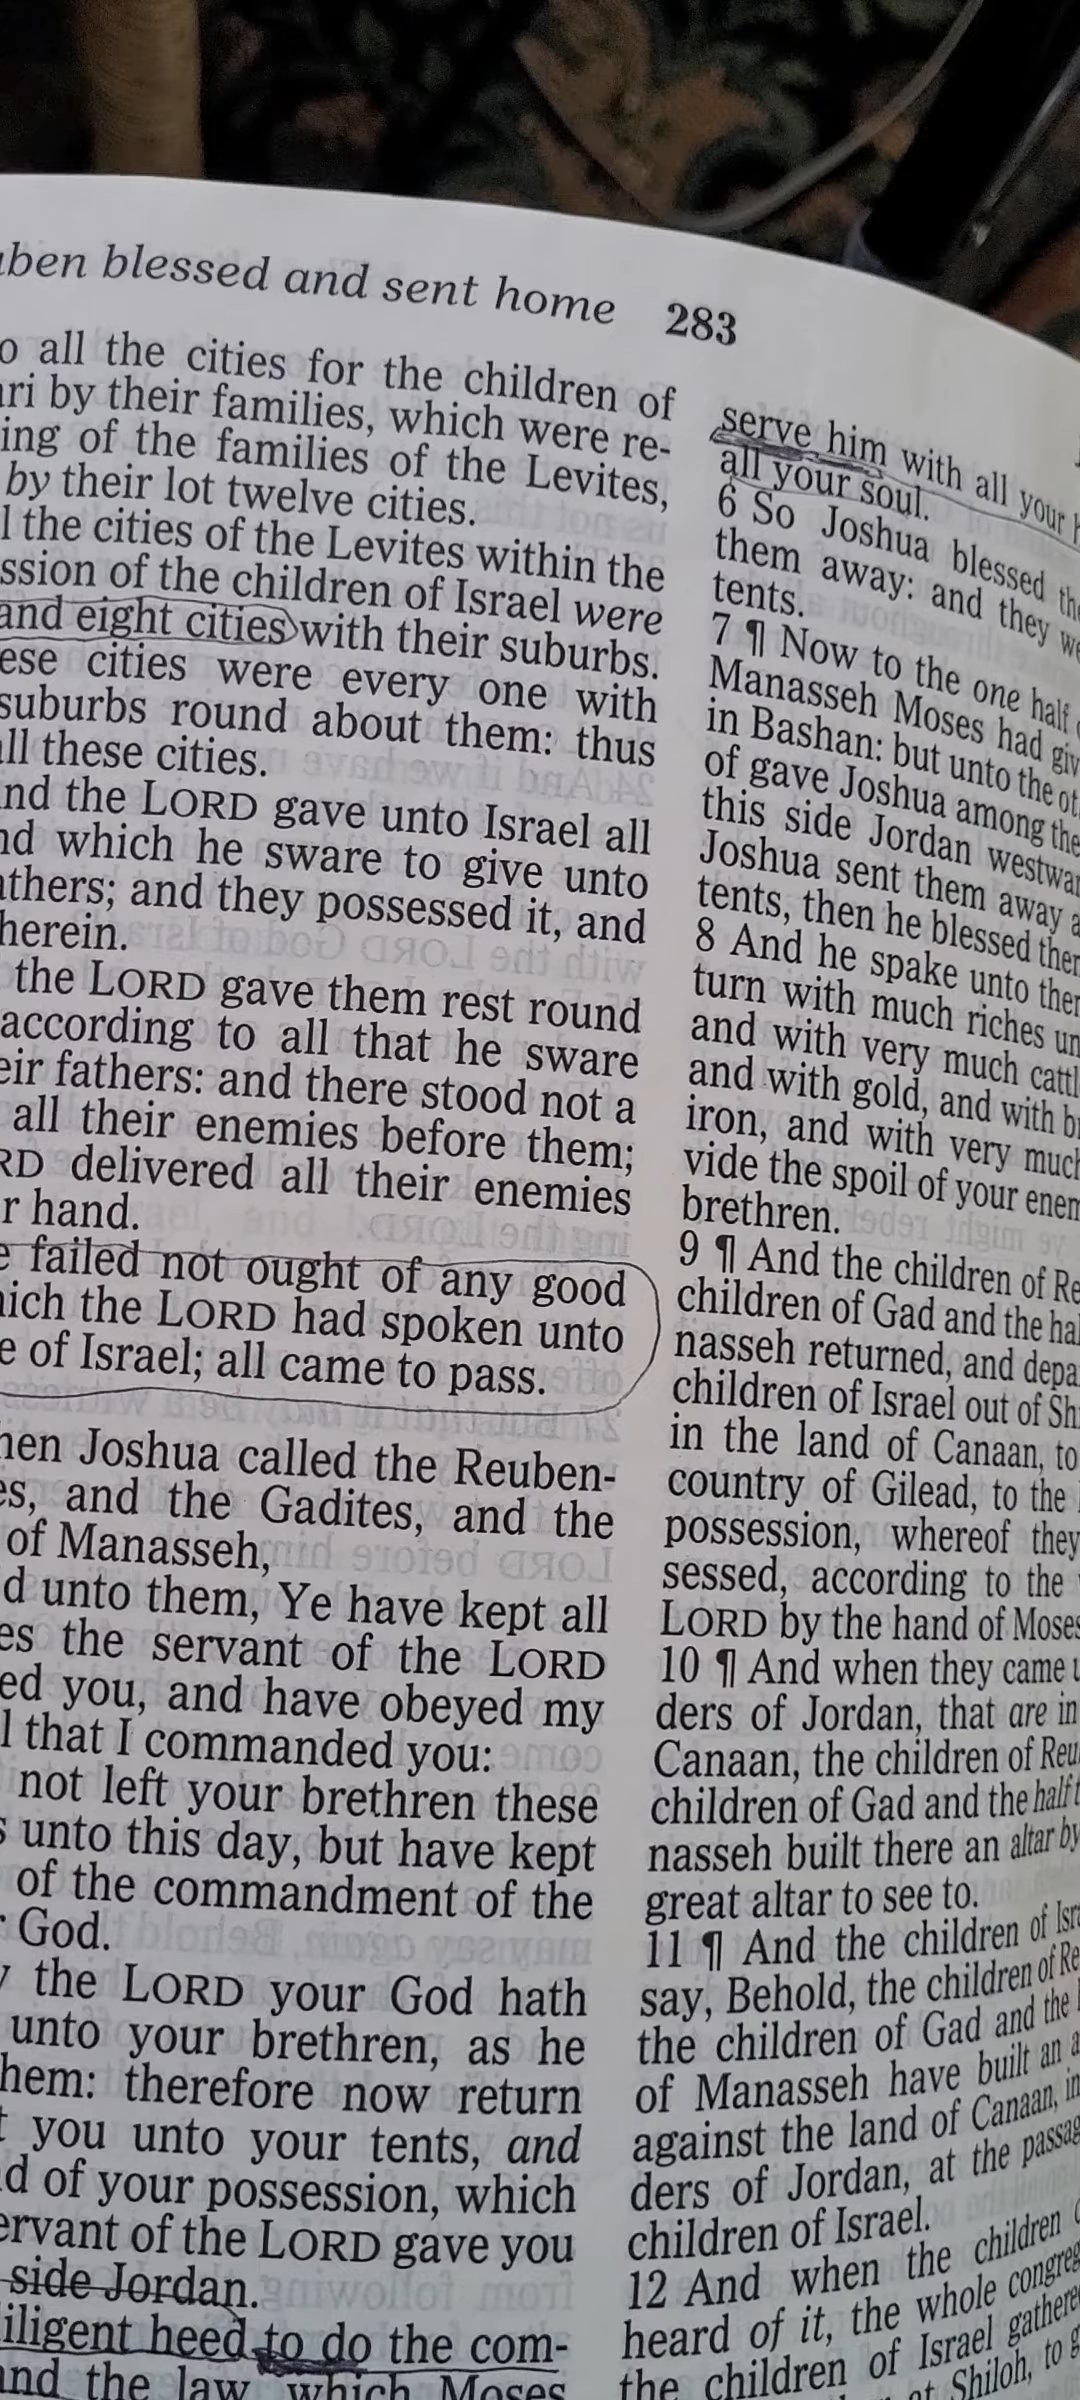 blessed and sent home 283
all the cities for the children of
by their families, which were re-
of the families of the Levites,
by their lot twelve cities.
the cities of the Levites within the
of the children of Israel were
and eight cities with their suburbs.
cities were every one with
suburbs round about them: thus
these cities.
the LORD gave unto Israel all
which he sware to give unto
and they possessed it, and
the LORD gave them rest round
according to all that he sware
fathers: and there stood not a
all their enemies before them;
delivered all their enemies
hand.
failed not ought of any good
the LORD had spoken unto
of Israel; all came to pass.
Joshua called the Reuben-
and the Gadites, and the
of Manasseh,
unto them, Ye have kept all
the servant of the LORD
you, and have obeyed my
that I commanded you:
not left your brethren these
unto this day, but have kept
of the commandment of the
God.
the LORD your God hath
unto your brethren, as he
therefore now return
you unto your tents, and
of your possession, which
of the LORD gave you
side Jordan.
heed to do the com-
the law, which Moses
serve him with all your
all your soul.
6 So Joshua blessed
them away: and they
tents.
7 ¶ Now to the one half
Manasseh Moses had
in Bashan: but unto the
of gave Joshua among
this side Jordan
Joshua sent them away
tents, then he blessed
8 And he spake unto
turn with much riches
and with very much
and with gold, and with
iron, and with very
vide the spoil of your
brethren.
9 ¶ And the children of
children of Gad and the
nasseh returned, and
children of Israel out of
in the land of Canaan, to
country of Gilead, to the
possession, whereof they
sessed, according to the
LORD by the hand of Moses
10 ¶ And when they came
ders of Jordan, that are in
Canaan, the children of
children of Gad and the half
nasseh built there an altar by
great altar to see to.
11 ¶ And the children of
say, Behold, the children of
the children of Gad and the
of Manasseh have built an
against the land of Canaan, in
ders of Jordan, at the
children of Israel.
12 And when the children
heard of it, the whole
the children of Israel
Shiloh, to